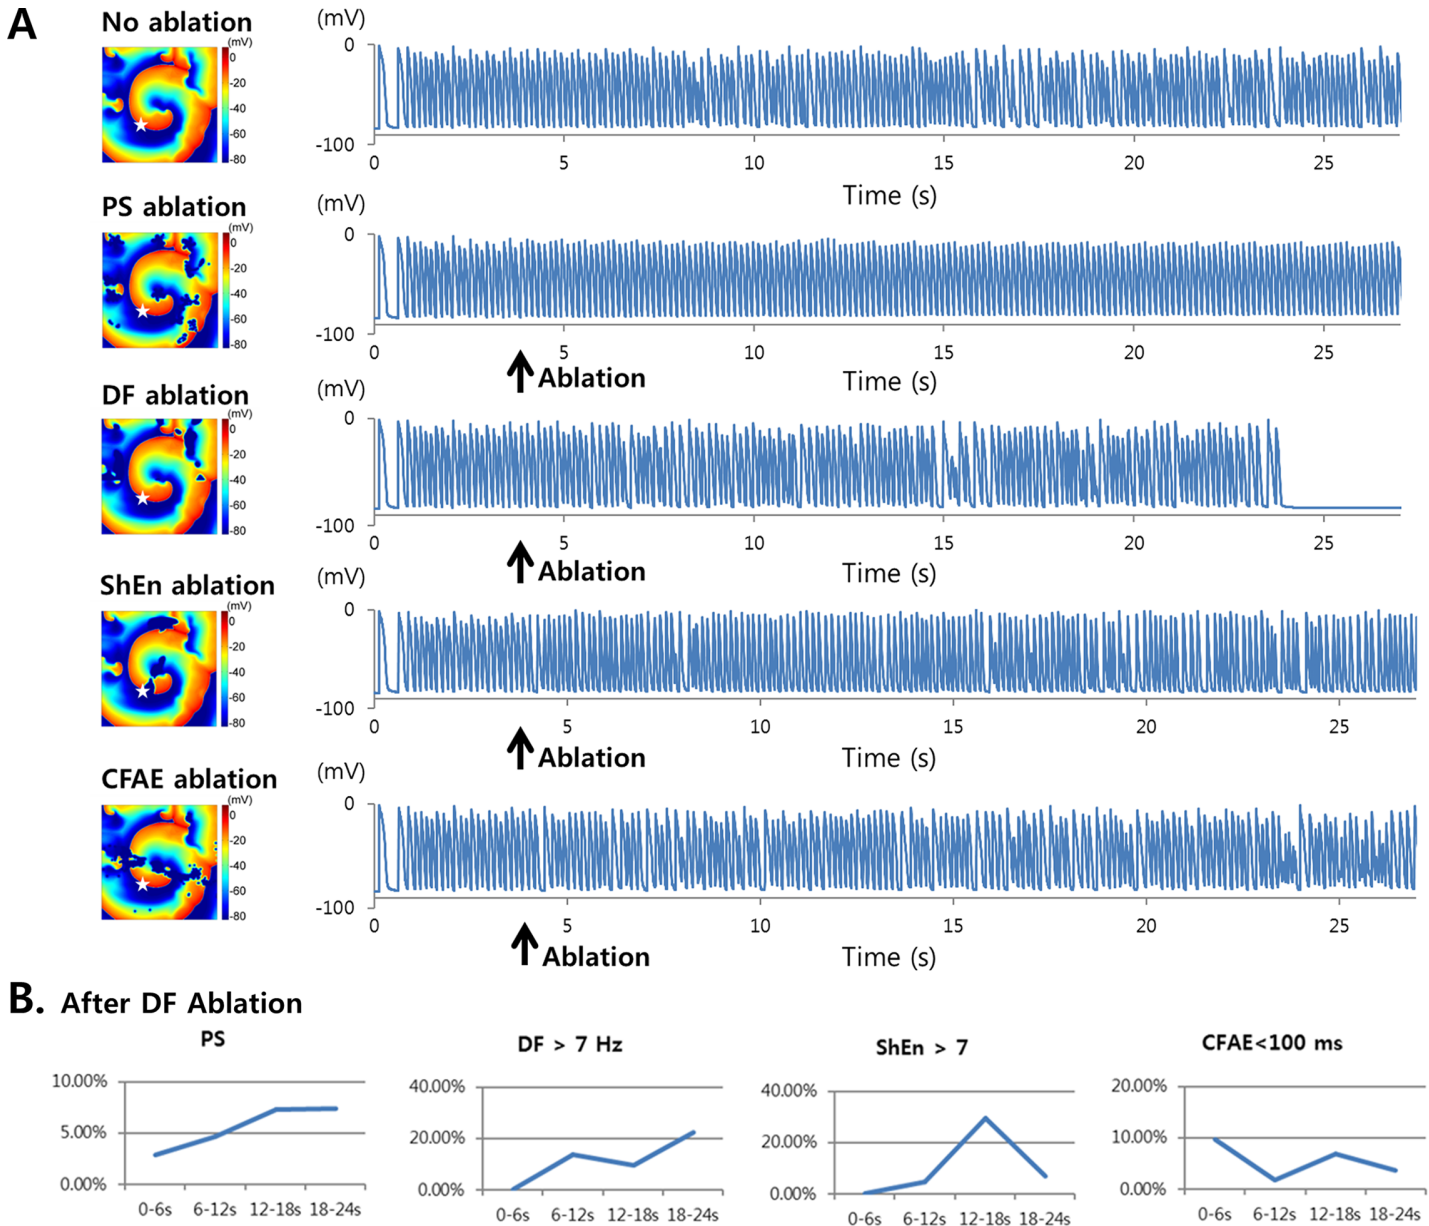 A
No ablation
(mV)
0
-20
-40
-60
-80
(mV)
0
-100
0 5 10 15 20 25
Time (s)
PS ablation
(mV)
0
-20
-40
-60
-80
(mV)
0
-100
0 5 10 15 20 25
Ablation
Time (s)
DF ablation
(mV)
0
-20
-40
-60
-80
(mV)
0
-100
0 5 10 15 20 25
Ablation
Time (s)
ShEn ablation
(mV)
0
-20
-40
-60
-80
(mV)
0
-100
0 5 10 15 20 25
Ablation
Time (s)
CFAE ablation
(mV)
0
-20
-40
-60
-80
(mV)
0
-100
0 5 10 15 20 25
Ablation
Time (s)
B. After DF Ablation
PS
10.00%
5.00%
0.00%
0-6s 6-12s 12-18s 18-24s
DF > 7 Hz
40.00%
20.00%
0.00%
0-6s 6-12s 12-18s 18-24s
ShEn > 7
40.00%
20.00%
0.00%
0-6s 6-12s 12-18s 18-24s
CFAE<100 ms
20.00%
10.00%
0.00%
0-6s 6-12s 12-18s 18-24s